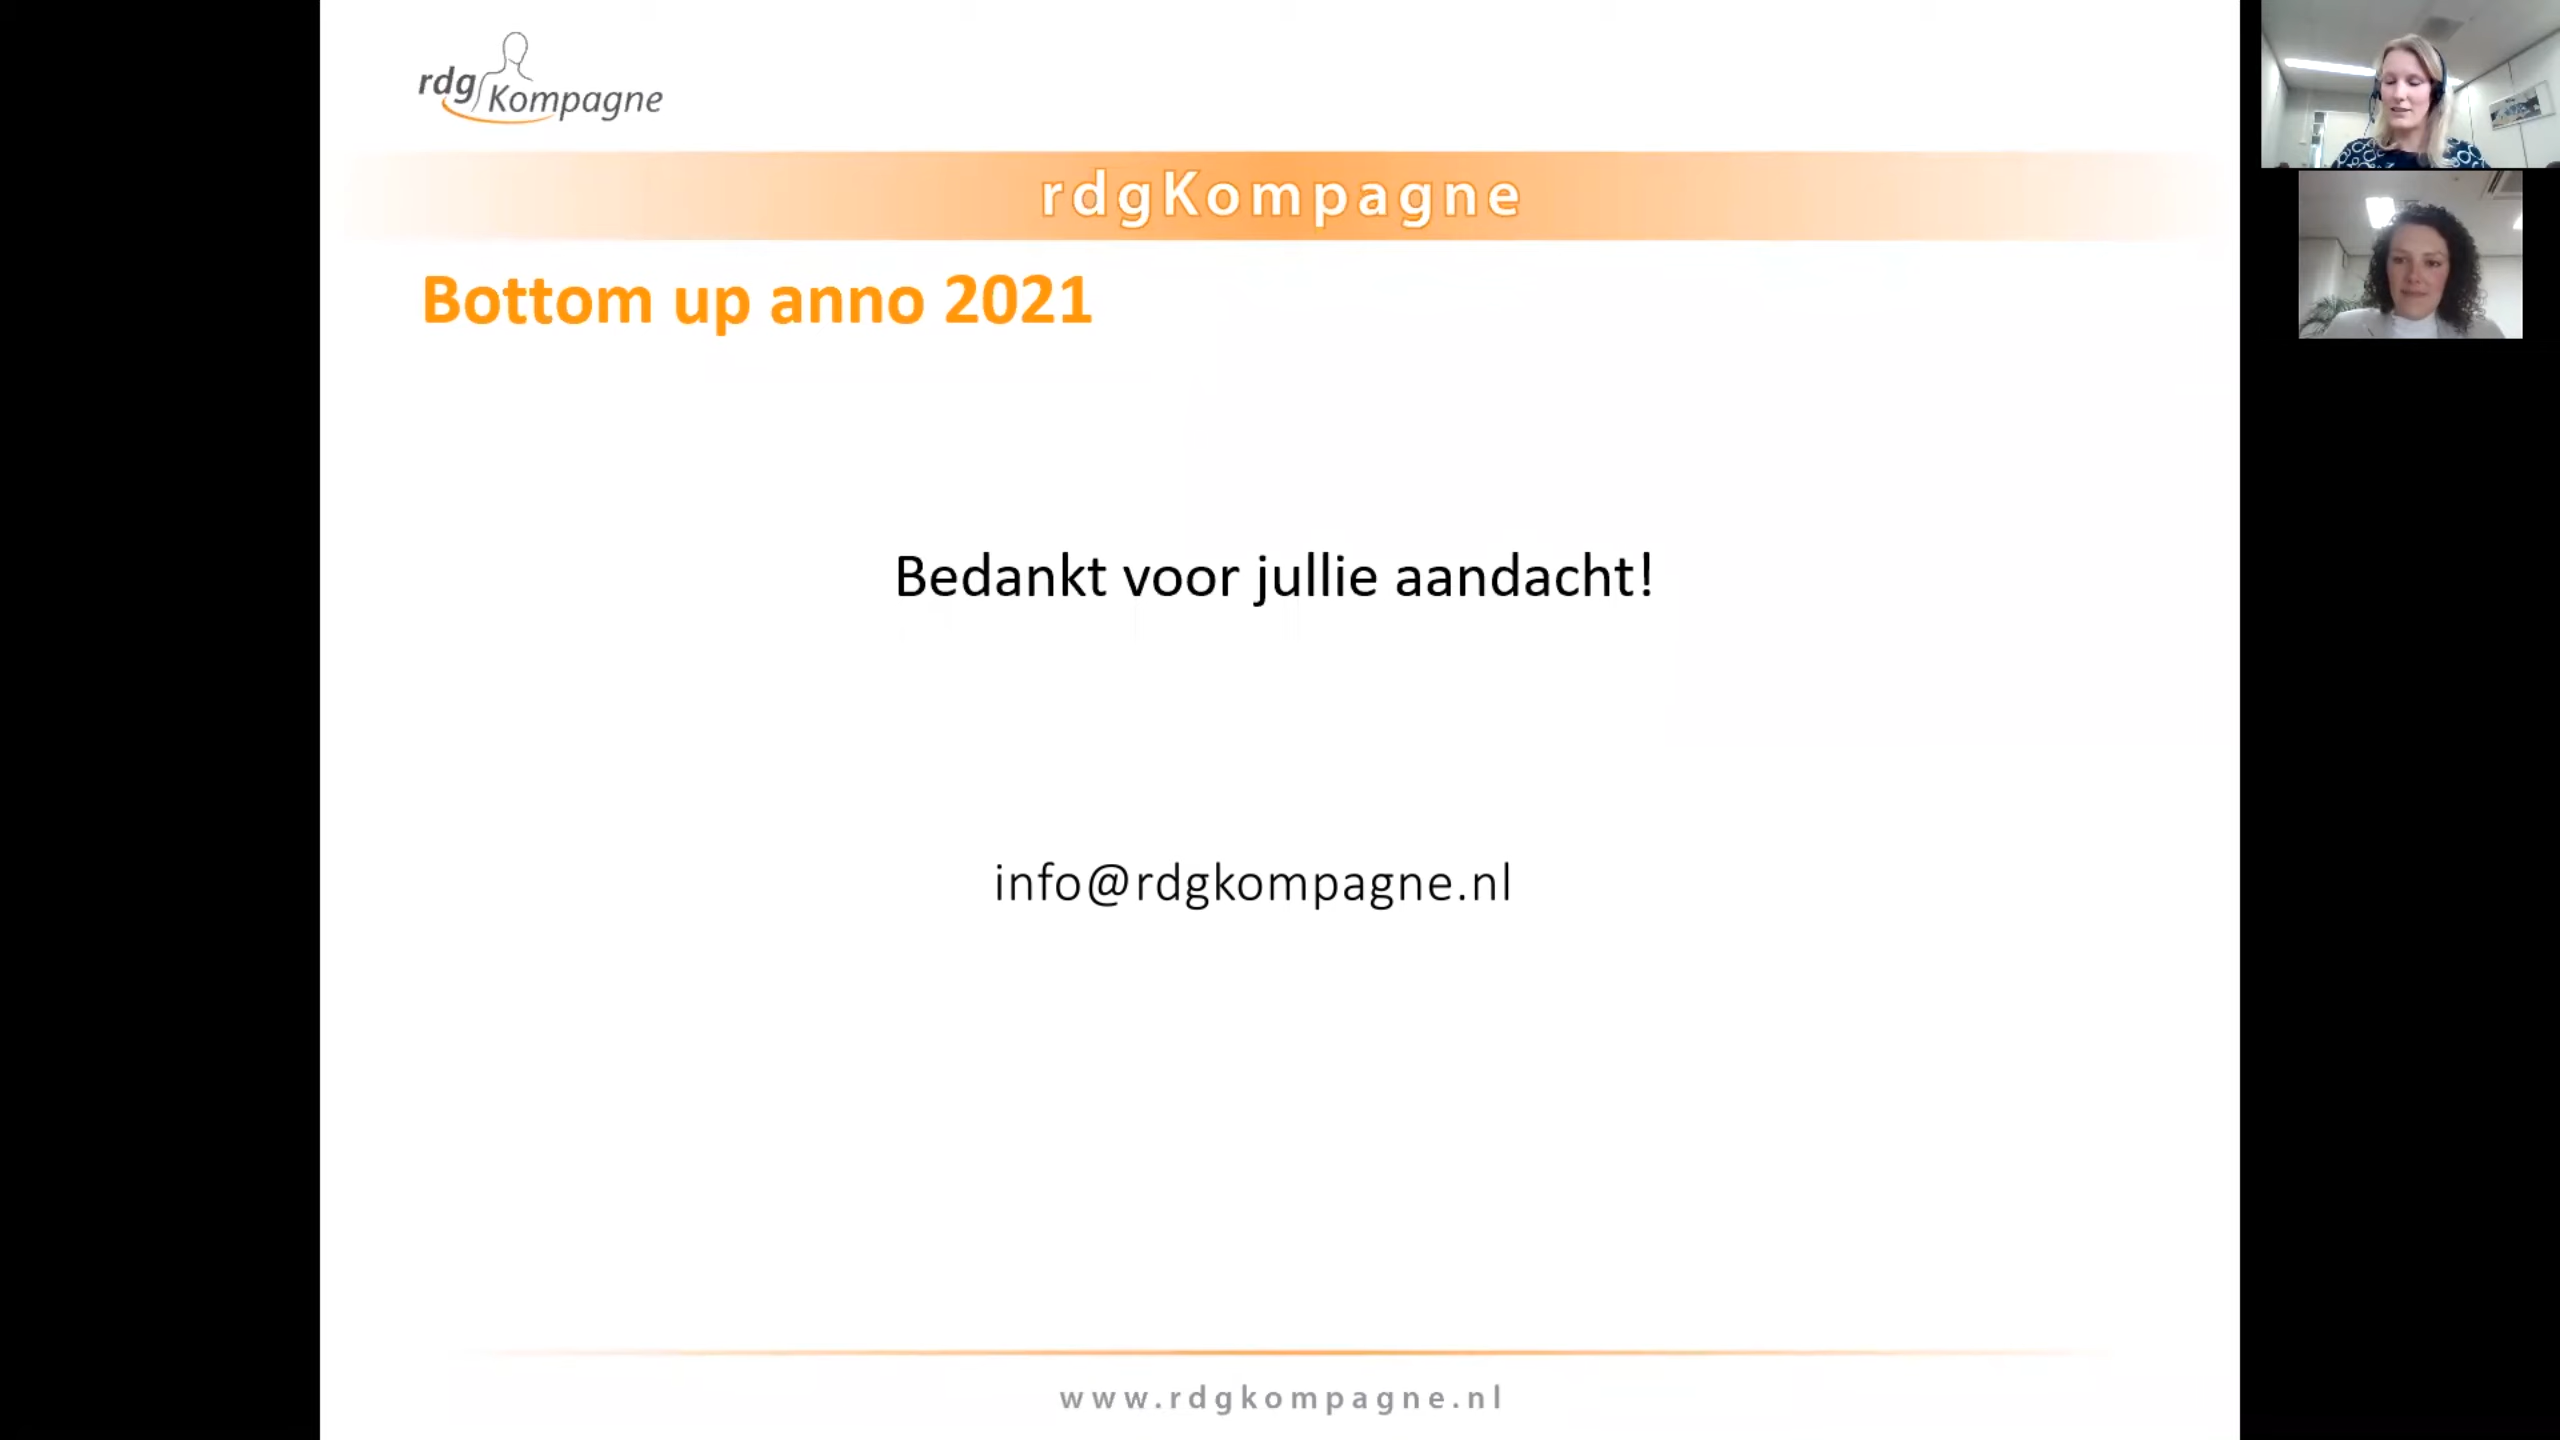 rdg Kompagne
rdgKompagne
Bottom up anno 2021
Bedankt voor jullie aandacht!
info@rdgkompagne.nl
www.rdgkompagne.nl